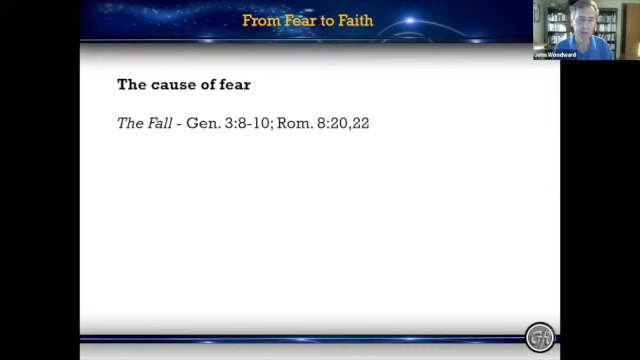 From Fear to Faith
John Woodward
The cause of fear
The Fall - Gen. 3:8-10; Rom. 8:20,22